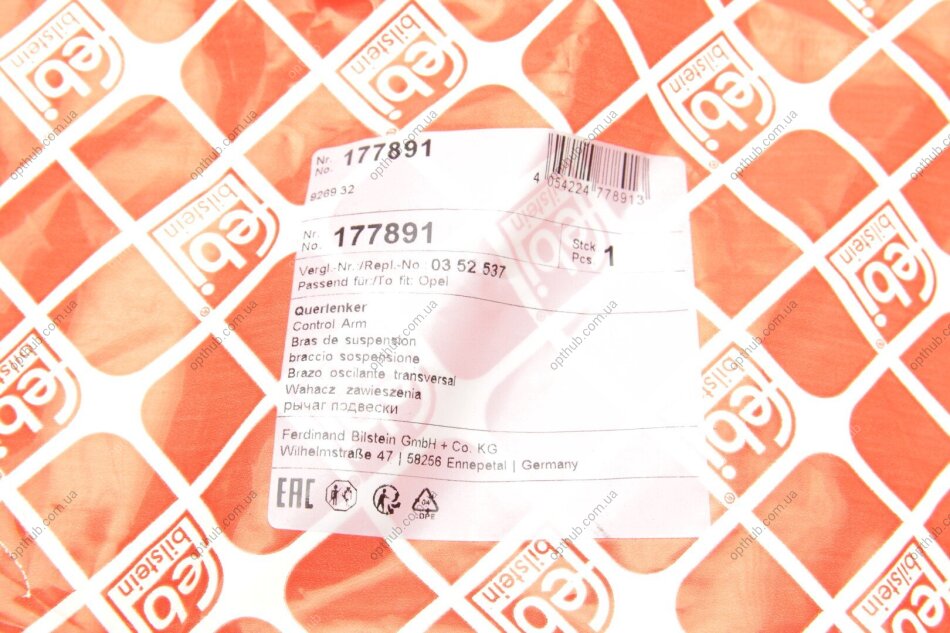 Nr.
No. 177891
9269 32
4 054224 778913
Nr.
No. 177891
Stck.
Pcs. 1
Vergl.-Nr./Repl.-No. 03 52 537
Passend für:/To fit: Opel
Querlenker
Control Arm
Bras de suspension
braccio sospensione
Brazo oscilante transversal
Wahacz zawieszenia
рычаг подвески
Ferdinand Bilstein GmbH + Co. KG
Wilhelmstraße 47 | 58256 Ennepetal | Germany
EAC
04
LDPE
febi
bilstein
opthub.com.ua